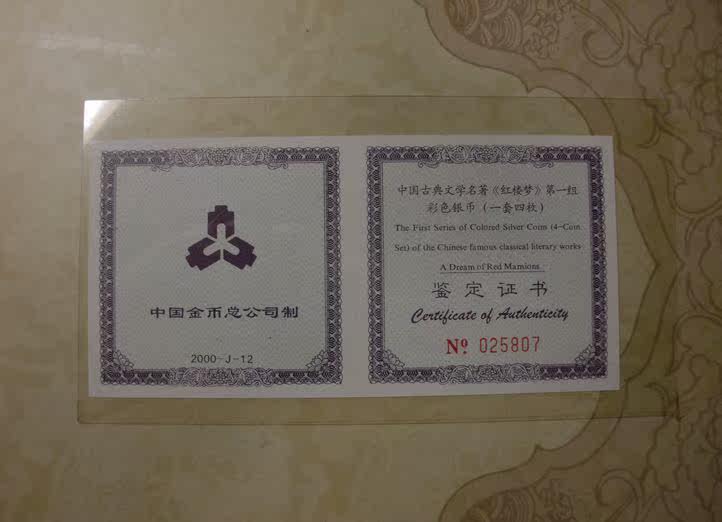 中国金币总公司制
2000-J-12
中国古典文学名著《红楼梦》第一组
彩色银币（一套四枚）
The First Series of Colored Silver Coins (4-Coin
Set) of the Chinese famous classical literary works
A Dream of Red Mansions
鉴定证书
Certificate of Authenticity
Nº 025807